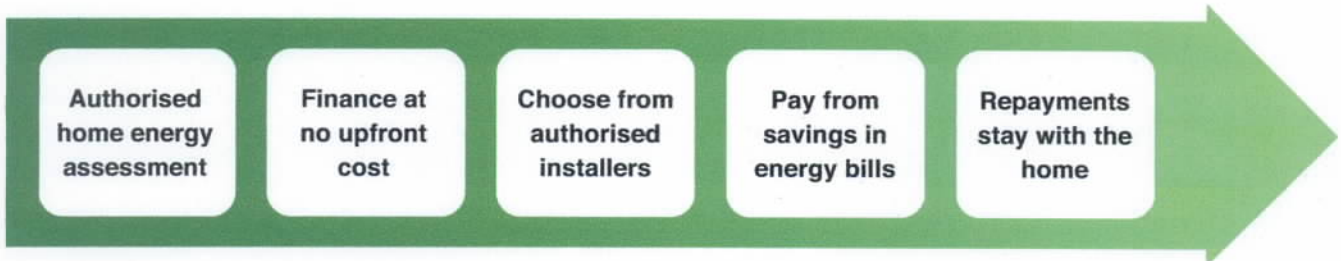 Authorised
home energy
assessment
Finance at
no upfront
cost
Choose from
authorised
installers
Pay from
savings in
energy bills
Repayments
stay with the
home